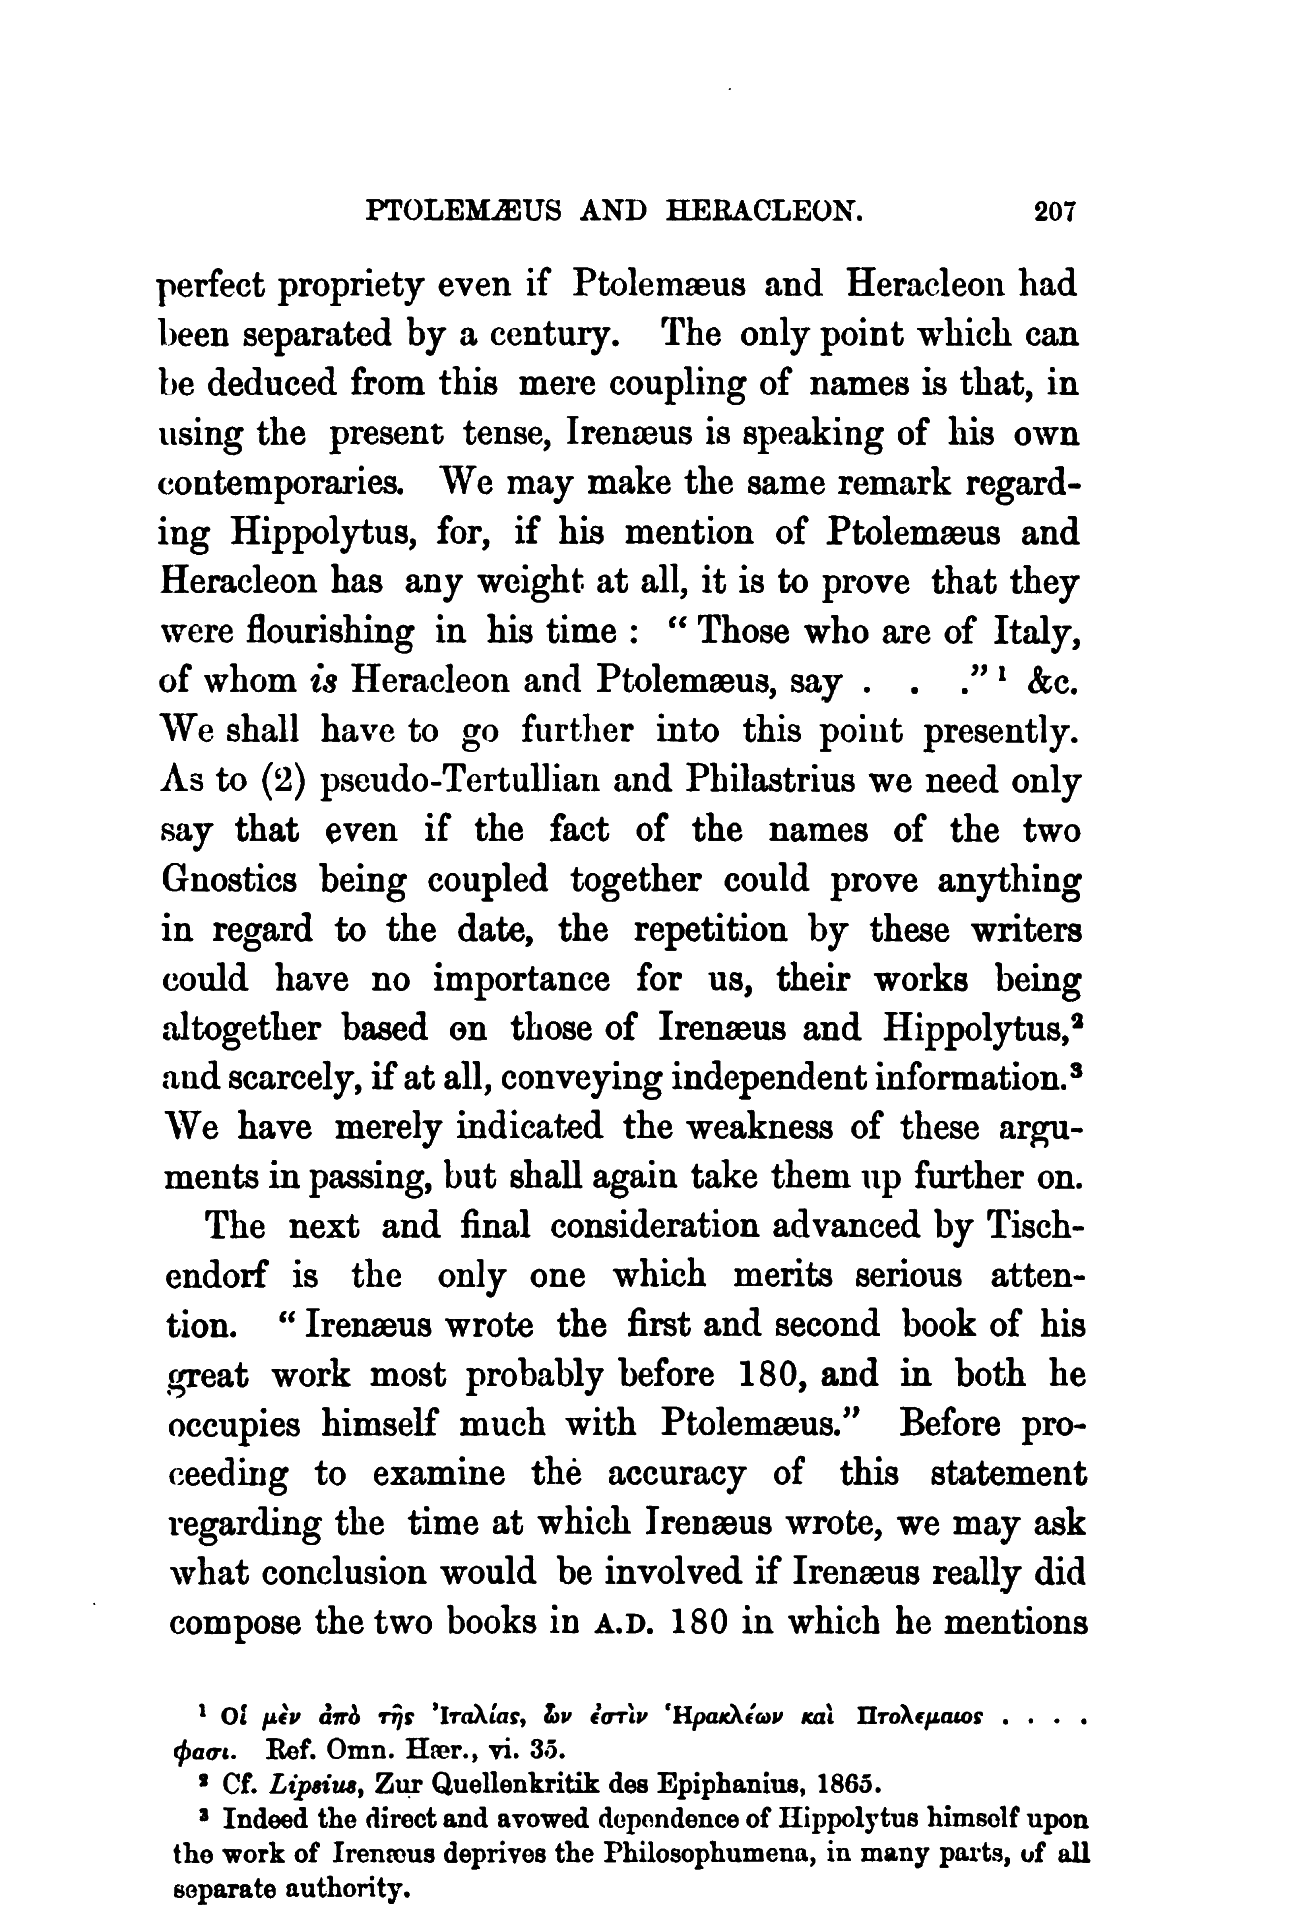 PTOLEMÆUS AND HERACLEON. 207
perfect propriety even if Ptolemæus and Heracleon had
been separated by a century. The only point which can
be deduced from this mere coupling of names is that, in
using the present tense, Irenæus is speaking of his own
contemporaries. We may make the same remark regard-
ing Hippolytus, for, if his mention of Ptolemæus and
Heracleon has any weight at all, it is to prove that they
were flourishing in his time : “ Those who are of Italy,
of whom is Heracleon and Ptolemæus, say . . .” ¹ &c.
We shall have to go further into this point presently.
As to (2) pseudo-Tertullian and Philastrius we need only
say that even if the fact of the names of the two
Gnostics being coupled together could prove anything
in regard to the date, the repetition by these writers
could have no importance for us, their works being
altogether based on those of Irenæus and Hippolytus,²
and scarcely, if at all, conveying independent information.³
We have merely indicated the weakness of these argu-
ments in passing, but shall again take them up further on.
The next and final consideration advanced by Tisch-
endorf is the only one which merits serious atten-
tion. “ Irenæus wrote the first and second book of his
great work most probably before 180, and in both he
occupies himself much with Ptolemæus.” Before pro-
ceeding to examine the accuracy of this statement
regarding the time at which Irenæus wrote, we may ask
what conclusion would be involved if Irenæus really did
compose the two books in A.D. 180 in which he mentions
¹ Οἱ μὲν ἀπὸ τῆς Ἰταλίας, ὧν ἐστὶν Ἡρακλέων καὶ Πτολεμαιος . . . .
φασι. Ref. Omn. Hær., vi. 35.
² Cf. Lipsius, Zur Quellenkritik des Epiphanius, 1865.
³ Indeed the direct and avowed dependence of Hippolytus himself upon
the work of Irenæus deprives the Philosophumena, in many parts, of all
separate authority.